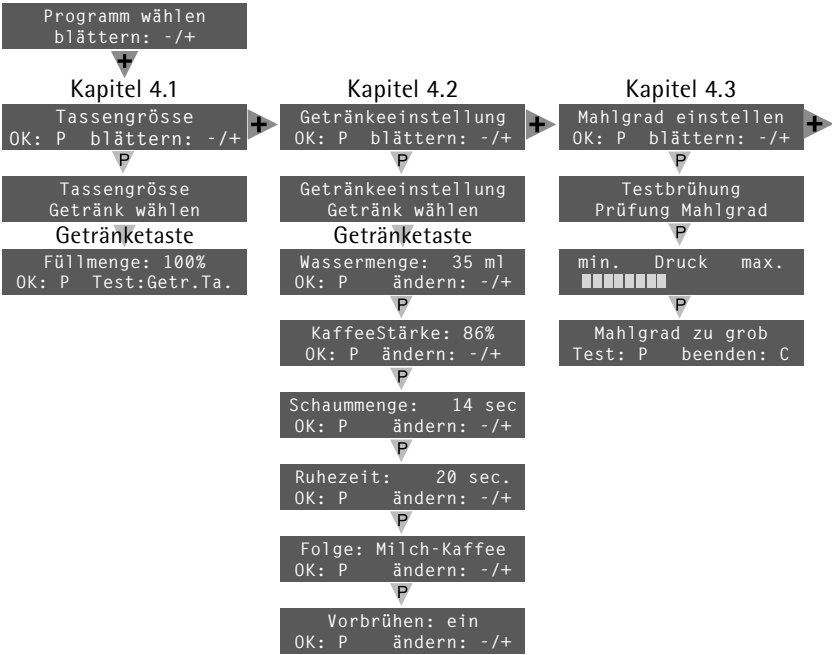 Programm wählen
blättern: -/+
+
Kapitel 4.1
Tassengrösse
OK: P blättern: -/+
+
P
Tassengrösse
Getränk wählen
Getränketaste
Füllmenge: 100%
OK: P Test:Getr.Ta.
Kapitel 4.2
Getränkeeinstellung
OK: P blättern: -/+
+
P
Getränkeeinstellung
Getränk wählen
Getränketaste
Wassermenge: 35 ml
OK: P ändern: -/+
P
KaffeeStärke: 86%
OK: P ändern: -/+
P
Schaummenge: 14 sec
OK: P ändern: -/+
P
Ruhezeit: 20 sec.
OK: P ändern: -/+
P
Folge: Milch-Kaffee
OK: P ändern: -/+
P
Vorbrühen: ein
OK: P ändern: -/+
Kapitel 4.3
Mahlgrad einstellen
OK: P blättern: -/+
+
P
Testbrühung
Prüfung Mahlgrad
P
min. Druck max.
P
Mahlgrad zu grob
Test: P beenden: C